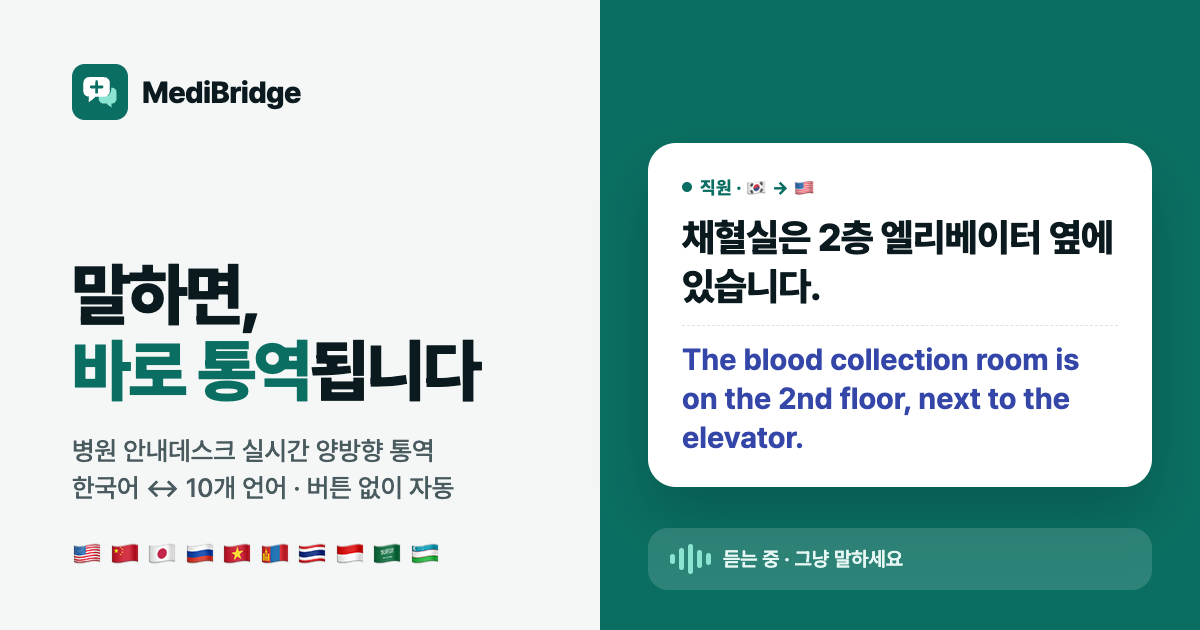 MediBridge
말하면,
바로 통역됩니다
병원 안내데스크 실시간 양방향 통역
한국어 ↔ 10개 언어 · 버튼 없이 자동
직원 · 🇰🇷 → 🇺🇸
채혈실은 2층 엘리베이터 옆에
있습니다.
The blood collection room is
on the 2nd floor, next to the
elevator.
듣는 중 · 그냥 말하세요